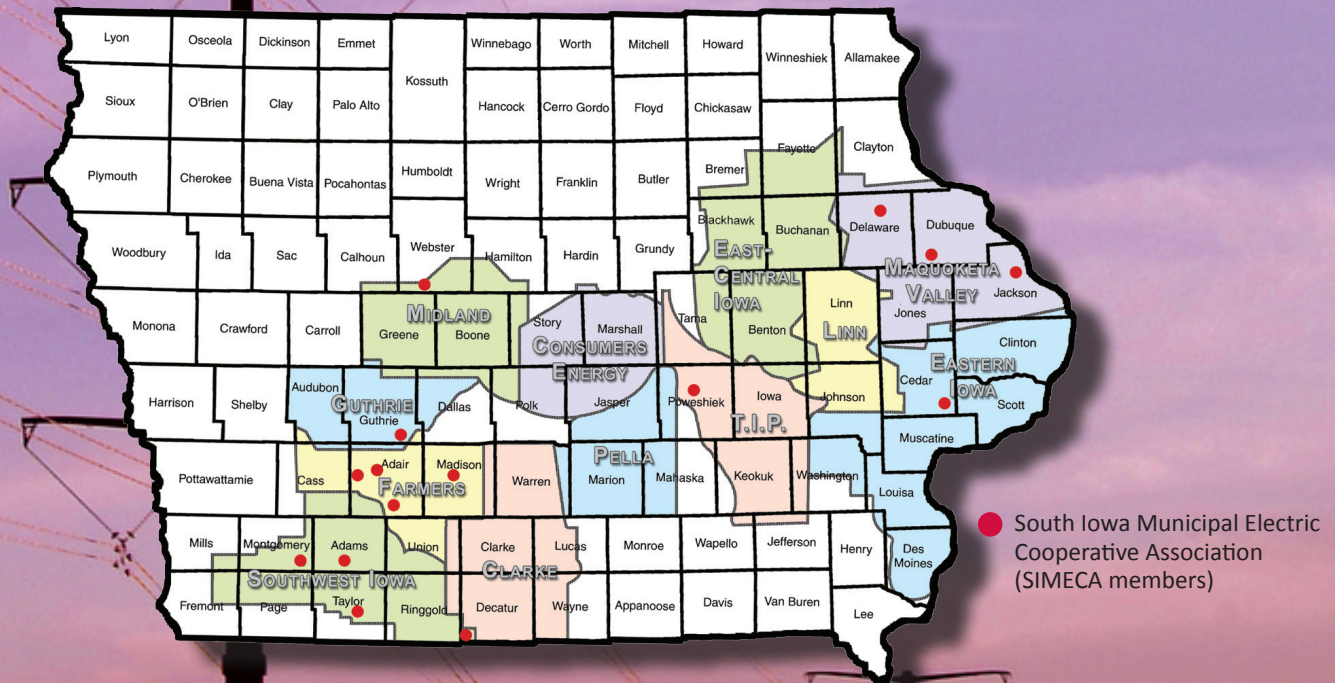 Lyon
Osceola
Dickinson
Emmet
Kossuth
Winnebago
Worth
Mitchell
Howard
Winneshiek
Allamakee
Sioux
O'Brien
Clay
Palo Alto
Hancock
Cerro Gordo
Floyd
Chickasaw
Fayette
Clayton
Plymouth
Cherokee
Buena Vista
Pocahontas
Humboldt
Wright
Franklin
Butler
Bremer
Blackhawk
Buchanan
Delaware
Dubuque
Woodbury
Ida
Sac
Calhoun
Webster
Hamilton
Hardin
Grundy
EAST-
CENTRAL
IOWA
MAQUOKETA
VALLEY
Jackson
Monona
Crawford
Carroll
Greene
Boone
MIDLAND
Story
Marshall
CONSUMERS
ENERGY
Tama
Benton
Linn
LINN
Jones
Clinton
EASTERN
IOWA
Cedar
Scott
Harrison
Shelby
Audubon
GUTHRIE
Guthrie
Dallas
Polk
Jasper
Poweshiek
Iowa
T.I.P.
Johnson
Muscatine
Pottawattamie
Cass
Adair
Madison
FARMERS
Warren
PELLA
Marion
Mahaska
Keokuk
Washington
Louisa
Mills
Montgomery
Adams
Union
Clarke
Lucas
CLARKE
Monroe
Wapello
Jefferson
Henry
Des
Moines
SOUTHWEST IOWA
Fremont
Page
Taylor
Ringgold
Decatur
Wayne
Appanoose
Davis
Van Buren
Lee
South Iowa Municipal Electric
Cooperative Association
(SIMECA members)